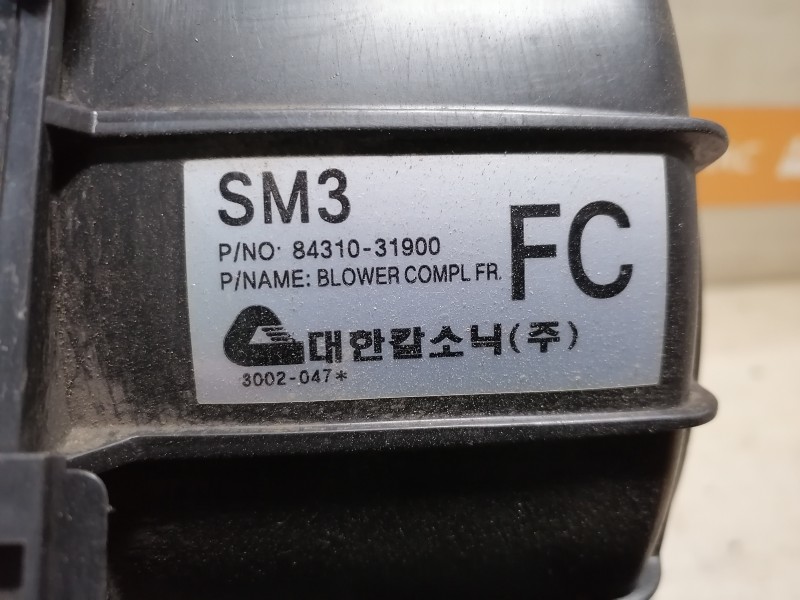 SM3
FC
P/NO· 84310-31900
P/NAME: BLOWER COMPL FR.
대한칼소닉(주)
3002-047*